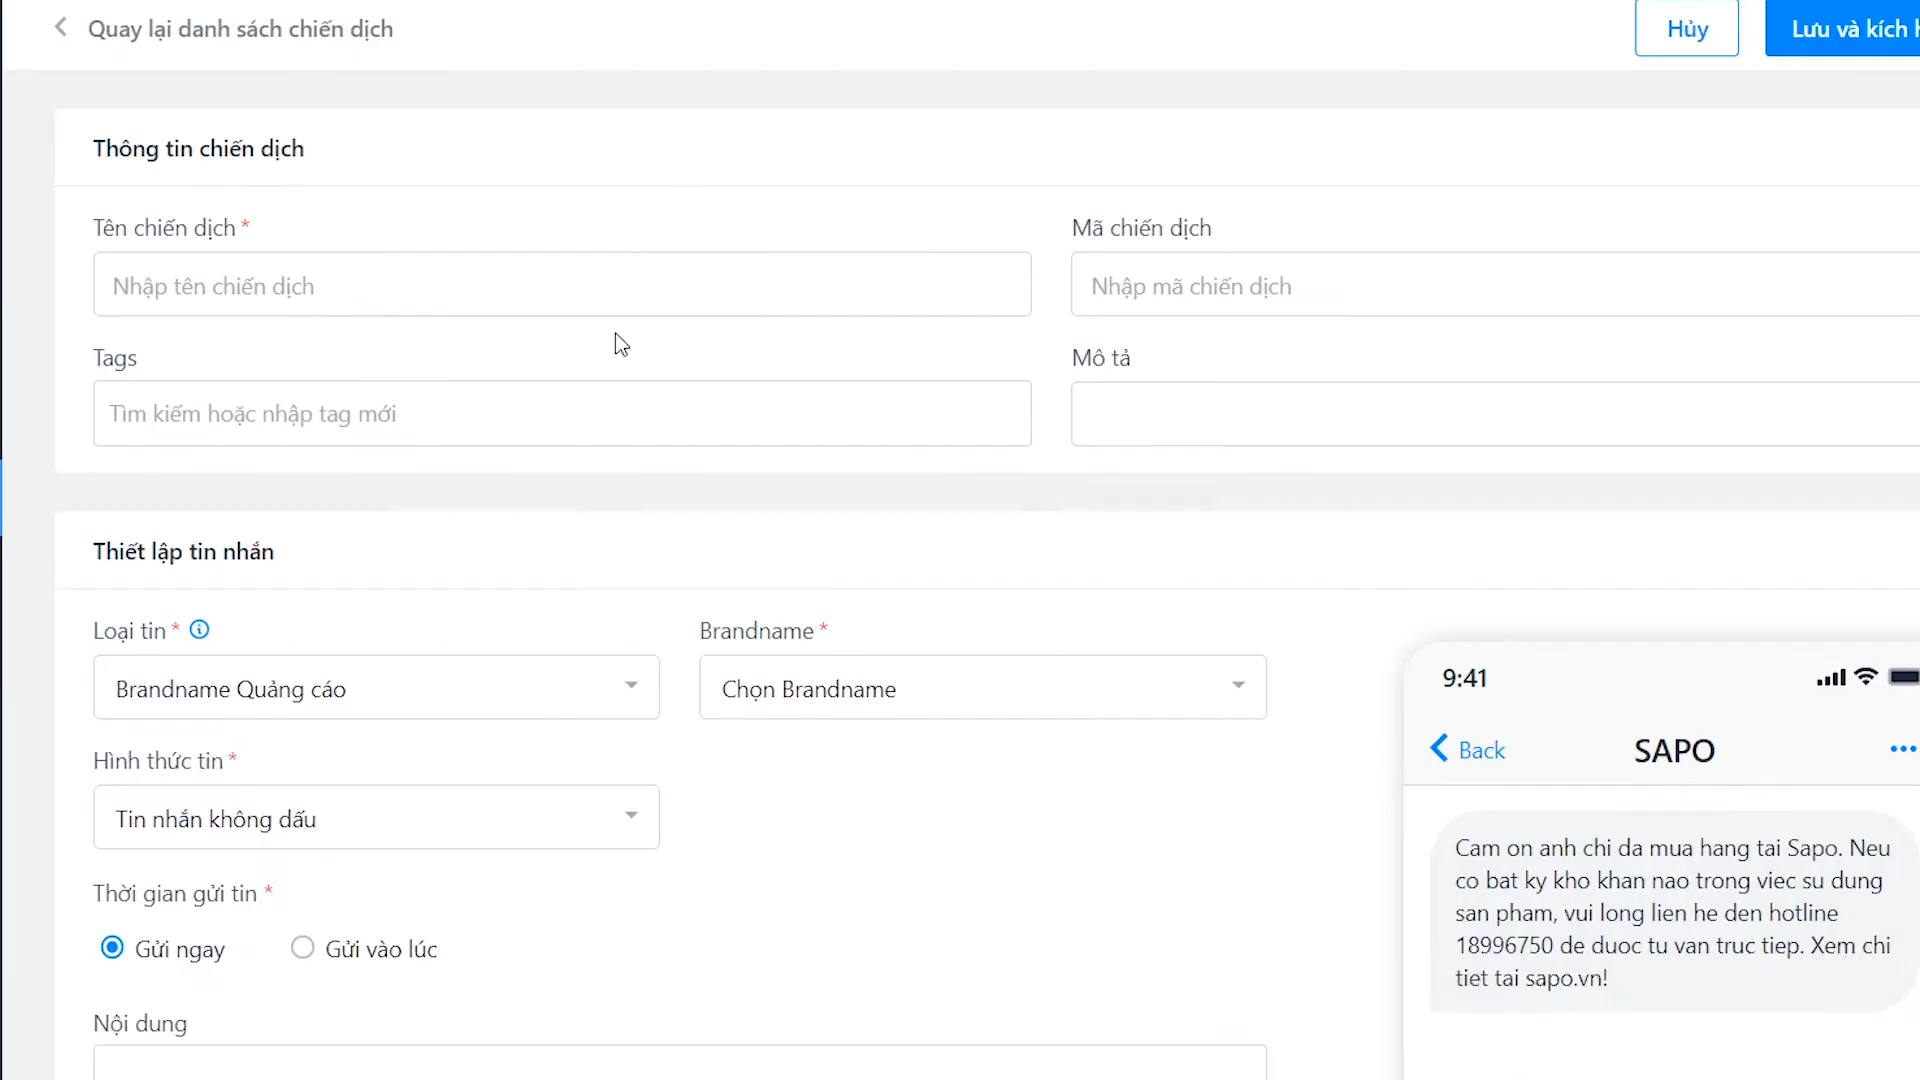 Quay lại danh sách chiến dịch
Hủy
Lưu và kích
Thông tin chiến dịch
Tên chiến dịch *
Mã chiến dịch
Nhập tên chiến dịch
Nhập mã chiến dịch
Tags
Mô tả
Tìm kiếm hoặc nhập tag mới
Thiết lập tin nhắn
Loại tin *
Brandname *
Brandname Quảng cáo
Chọn Brandname
Hình thức tin *
Tin nhắn không dấu
Thời gian gửi tin *
Gửi ngay
Gửi vào lúc
Nội dung
9:41
Back
SAPO
Cam on anh chi da mua hang tai Sapo. Neu
co bat ky kho khan nao trong viec su dung
san pham, vui long lien he den hotline
18996750 de duoc tu van truc tiep. Xem chi
tiet tai sapo.vn!